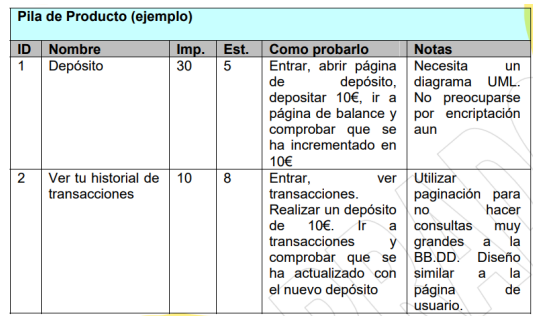 Pila de Producto (ejemplo)
ID Nombre Imp. Est. Como probarlo Notas
1 Depósito 30 5 Entrar, abrir página de depósito, depositar 10€, ir a página de balance y comprobar que se ha incrementado en 10€ Necesita un diagrama UML. No preocuparse por encriptación aun
2 Ver tu historial de transacciones 10 8 Entrar, ver transacciones. Realizar un depósito de 10€. Ir a transacciones y comprobar que se ha actualizado con el nuevo depósito Utilizar paginación para no hacer consultas muy grandes a la BB.DD. Diseño similar a la página de usuario.